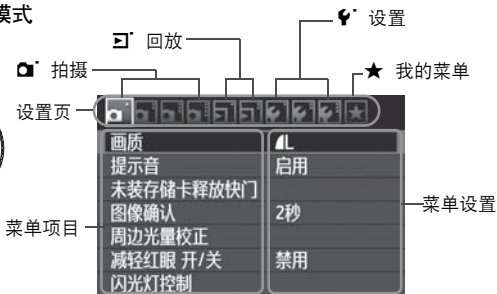 模式
设置
回放
拍摄
我的菜单
设置页
画质 L
提示音 启用
未装存储卡释放快门
图像确认 2秒
周边光量校正
减轻红眼 开/关 禁用
闪光灯控制
菜单项目
菜单设置